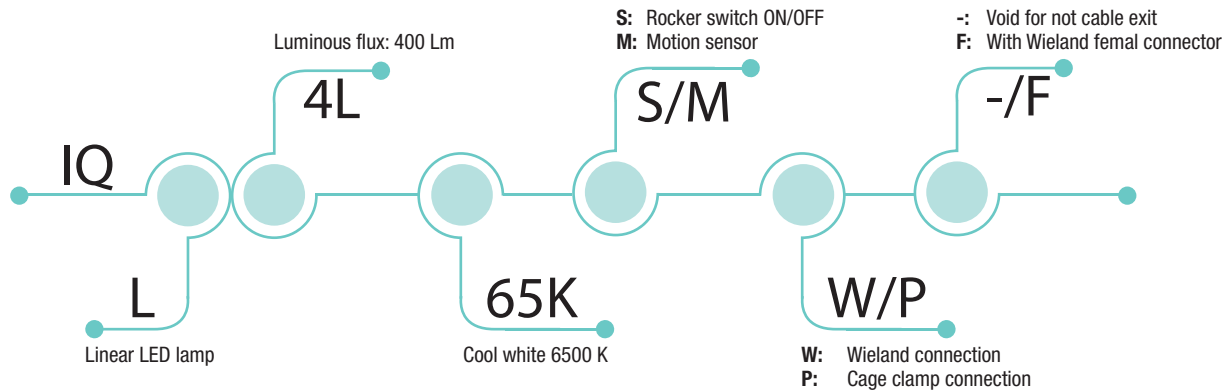 S: Rocker switch ON/OFF
M: Motion sensor
-: Void for not cable exit
F: With Wieland femal connector
Luminous flux: 400 Lm
4L
S/M
-/F
IQ
L
65K
W/P
Linear LED lamp
Cool white 6500 K
W: Wieland connection
P: Cage clamp connection